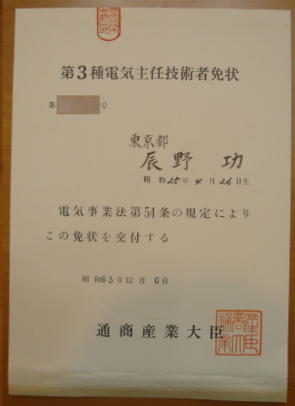 第3種電気主任技術者免状
第 号
東京都
辰野 功
昭和25年4月26日生
電気事業法第54条の規定により
この免状を交付する
昭和63年12月6日
通商産業大臣